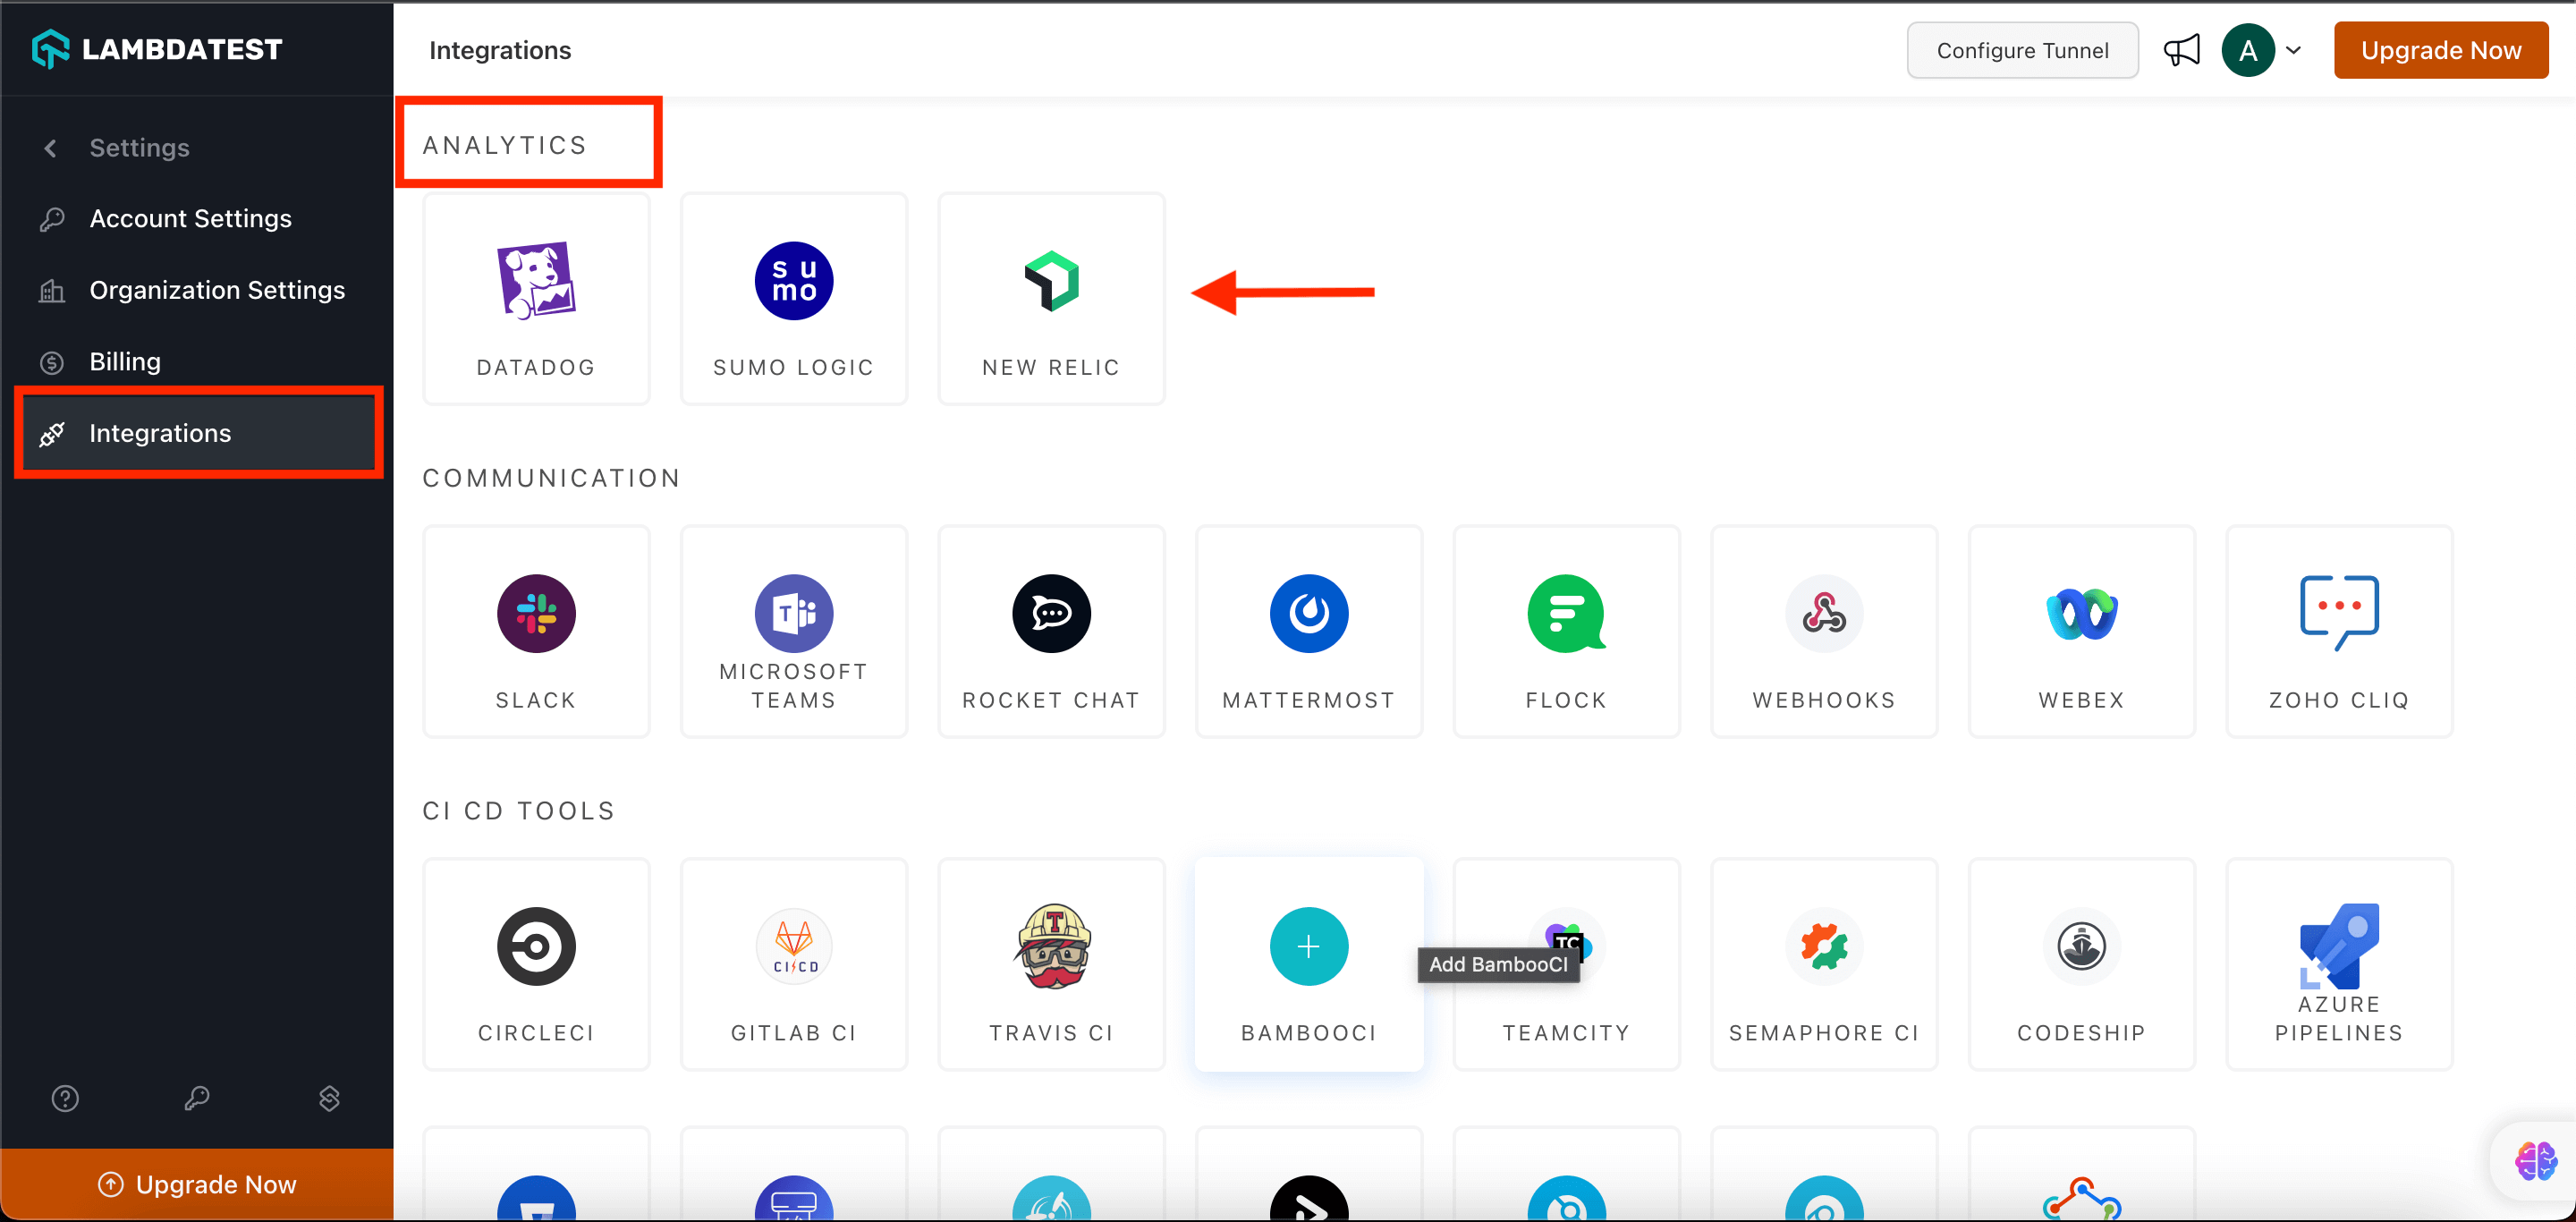 LAMBDATEST
Settings
Account Settings
Organization Settings
Billing
Integrations
Upgrade Now
Integrations
Configure Tunnel
A
Upgrade Now
ANALYTICS
su
mo
DATADOG
SUMO LOGIC
NEW RELIC
COMMUNICATION
T
SLACK
MICROSOFT
TEAMS
ROCKET CHAT
MATTERMOST
FLOCK
WEBHOOKS
WEBEX
ZOHO CLIQ
CI CD TOOLS
CI CD
T
TC
Add BambooCI
CIRCLECI
GITLAB CI
TRAVIS CI
BAMBOOCI
TEAMCITY
SEMAPHORE CI
CODESHIP
AZURE
PIPELINES